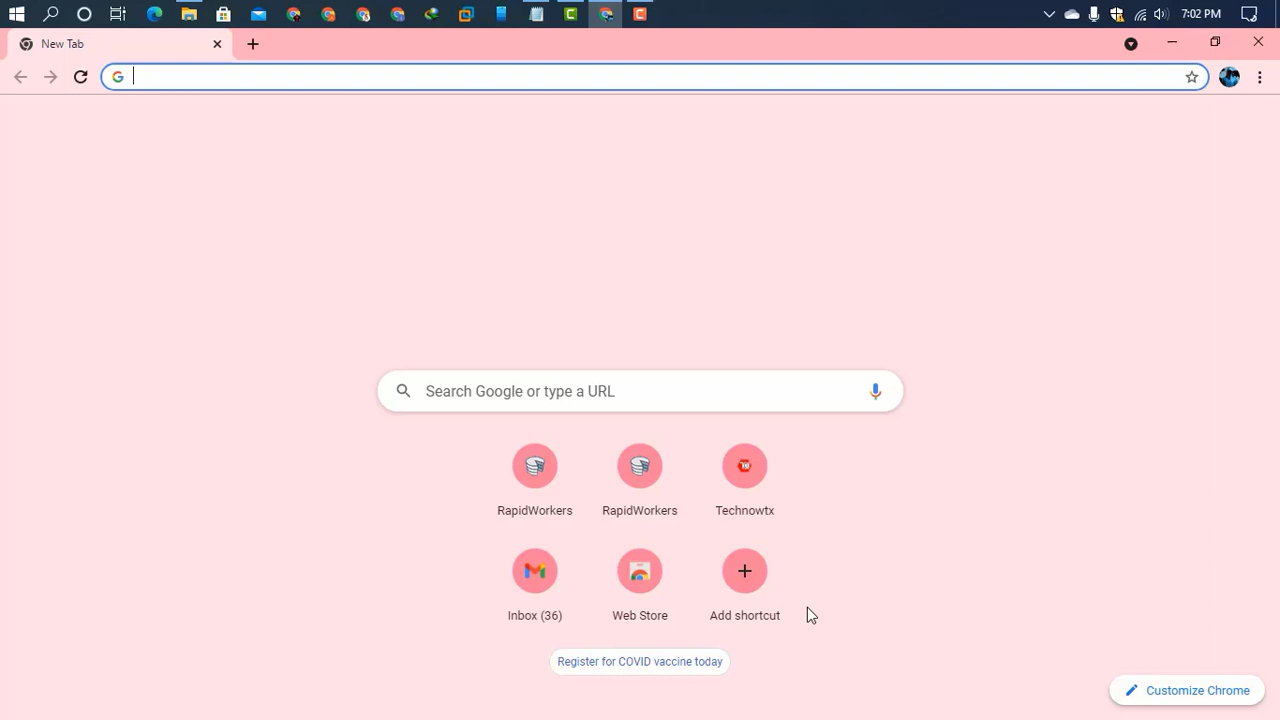 7:02 PM
New Tab
Search Google or type a URL
RapidWorkers
RapidWorkers
Technowtx
Inbox (36)
Web Store
Add shortcut
Register for COVID vaccine today
Customize Chrome